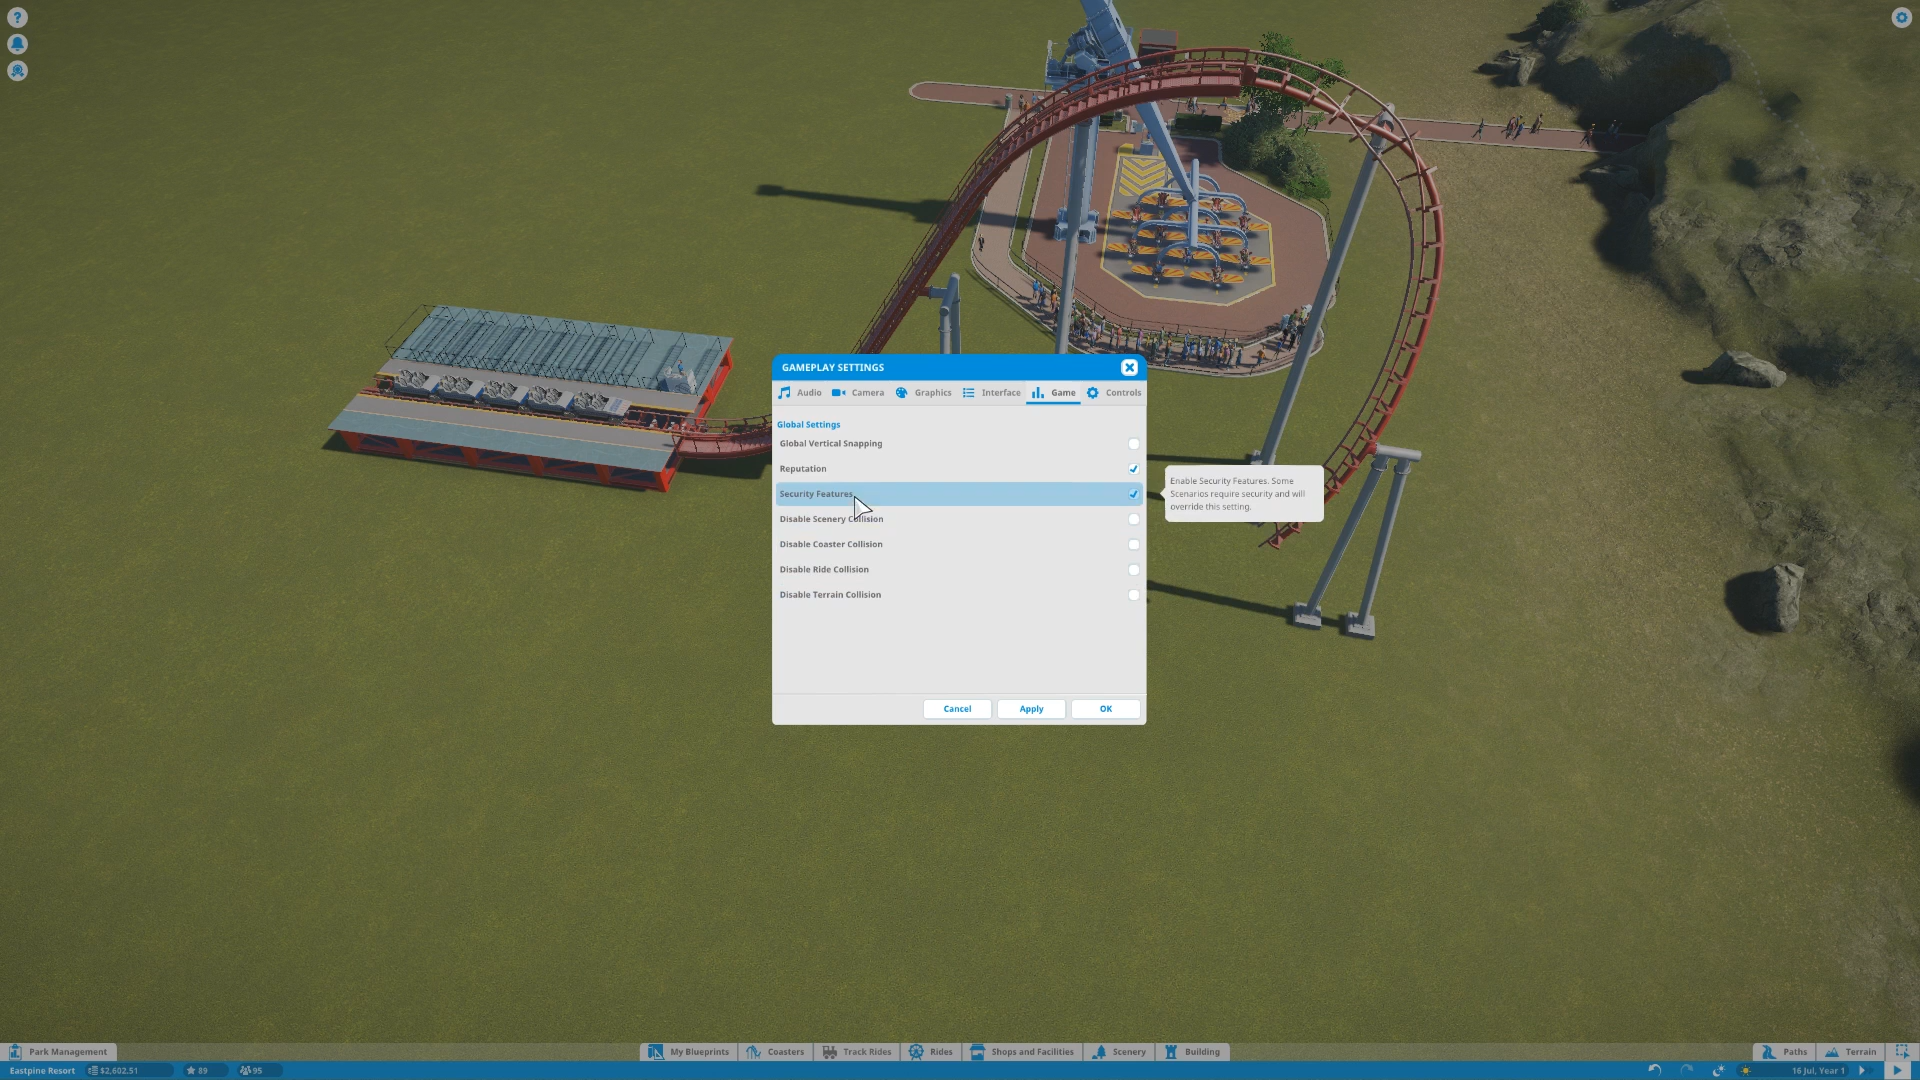 ?
GAMEPLAY SETTINGS
Audio Camera Graphics Interface Game Controls
Global Settings
Global Vertical Snapping
Reputation
Security Features
Disable Scenery Collision
Disable Coaster Collision
Disable Ride Collision
Disable Terrain Collision
Enable Security Features. Some
Scenarios require security and will
override this setting.
Cancel Apply OK
Park Management My Blueprints Coasters Track Rides Rides Shops and Facilities Scenery Building Paths Terrain
Eastpine Resort $2,602.51 89 95 16 Jul, Year 1